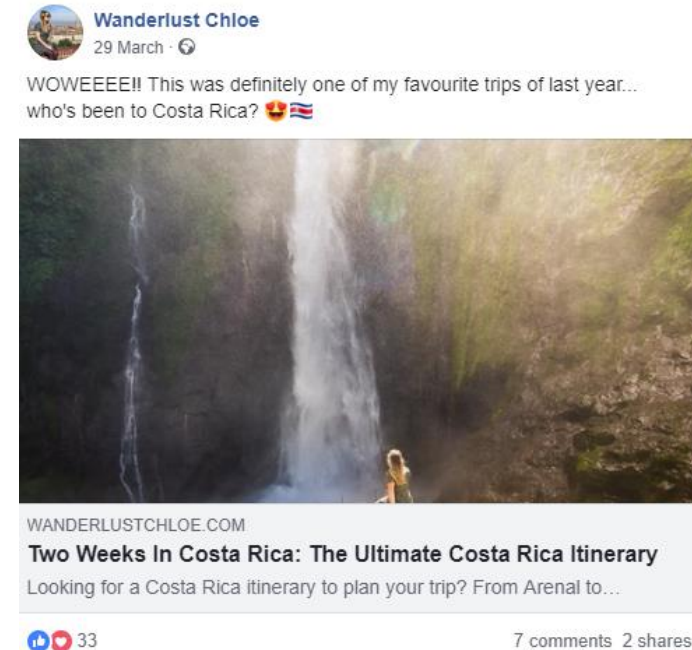 Wanderlust Chloe
29 March ·
WOWEEEE!! This was definitely one of my favourite trips of last year...
who's been to Costa Rica? 😍🇨🇷
WANDERLUSTCHLOE.COM
Two Weeks In Costa Rica: The Ultimate Costa Rica Itinerary
Looking for a Costa Rica itinerary to plan your trip? From Arenal to…
33
7 comments 2 shares